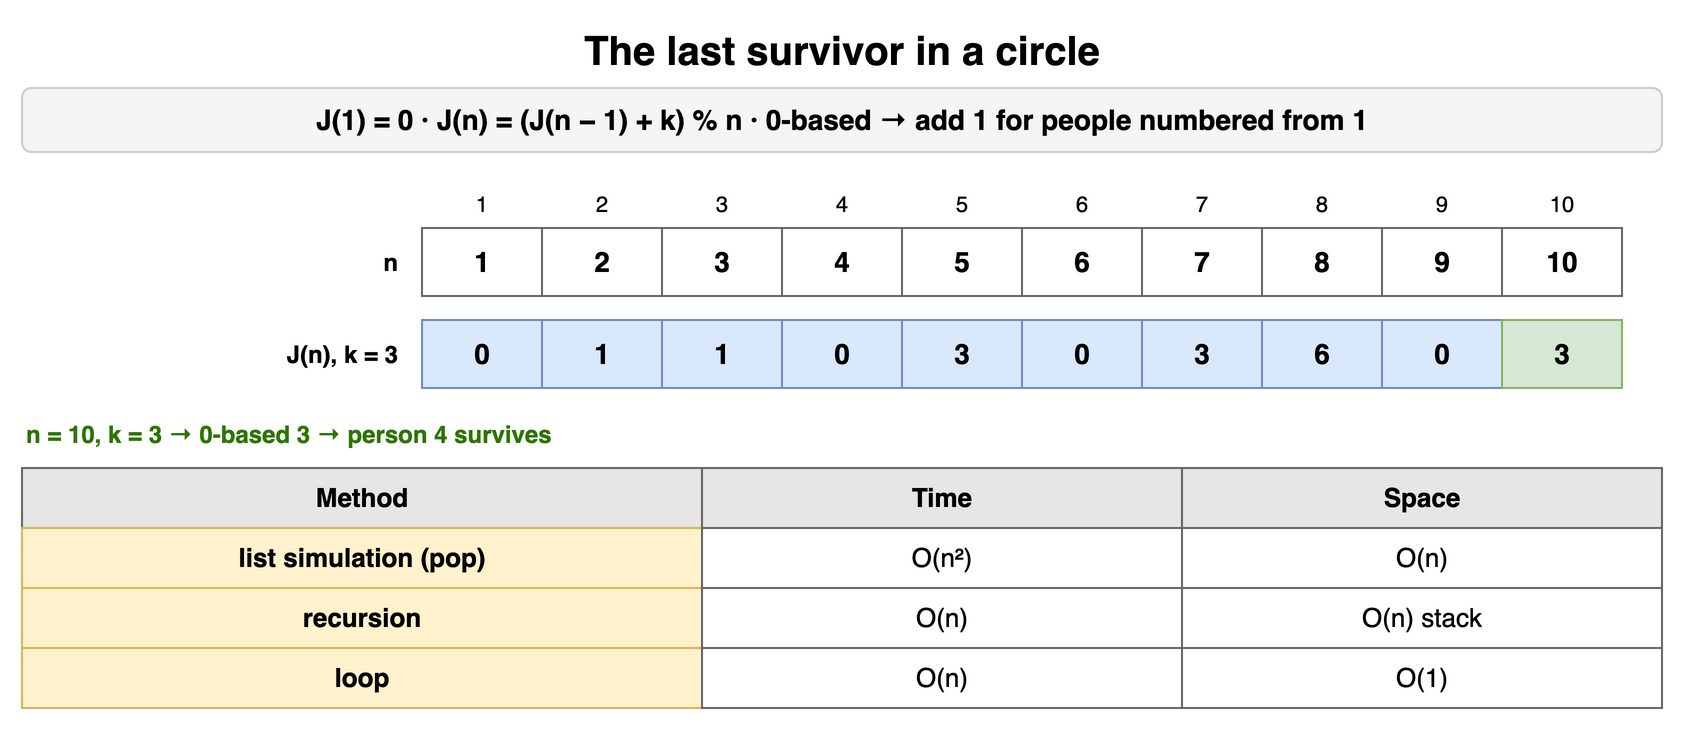 The last survivor in a circle
J(1) = 0 · J(n) = (J(n − 1) + k) % n · 0-based → add 1 for people numbered from 1
1 2 3 4 5 6 7 8 9 10
n 1 2 3 4 5 6 7 8 9 10
J(n), k = 3 0 1 1 0 3 0 3 6 0 3
n = 10, k = 3 → 0-based 3 → person 4 survives
Method Time Space
list simulation (pop) O(n²) O(n)
recursion O(n) O(n) stack
loop O(n) O(1)